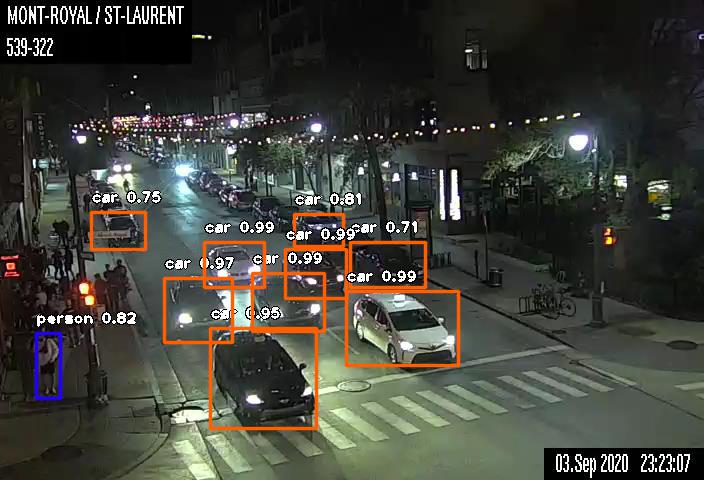 MONT-ROYAL / ST-LAURENT
539-322
car 0.75
car 0.81
car 0.99
car 0.99
car 0.71
car 0.97
car 0.99
car 0.99
car 0.95
person 0.82
03.Sep 2020 23:23:07